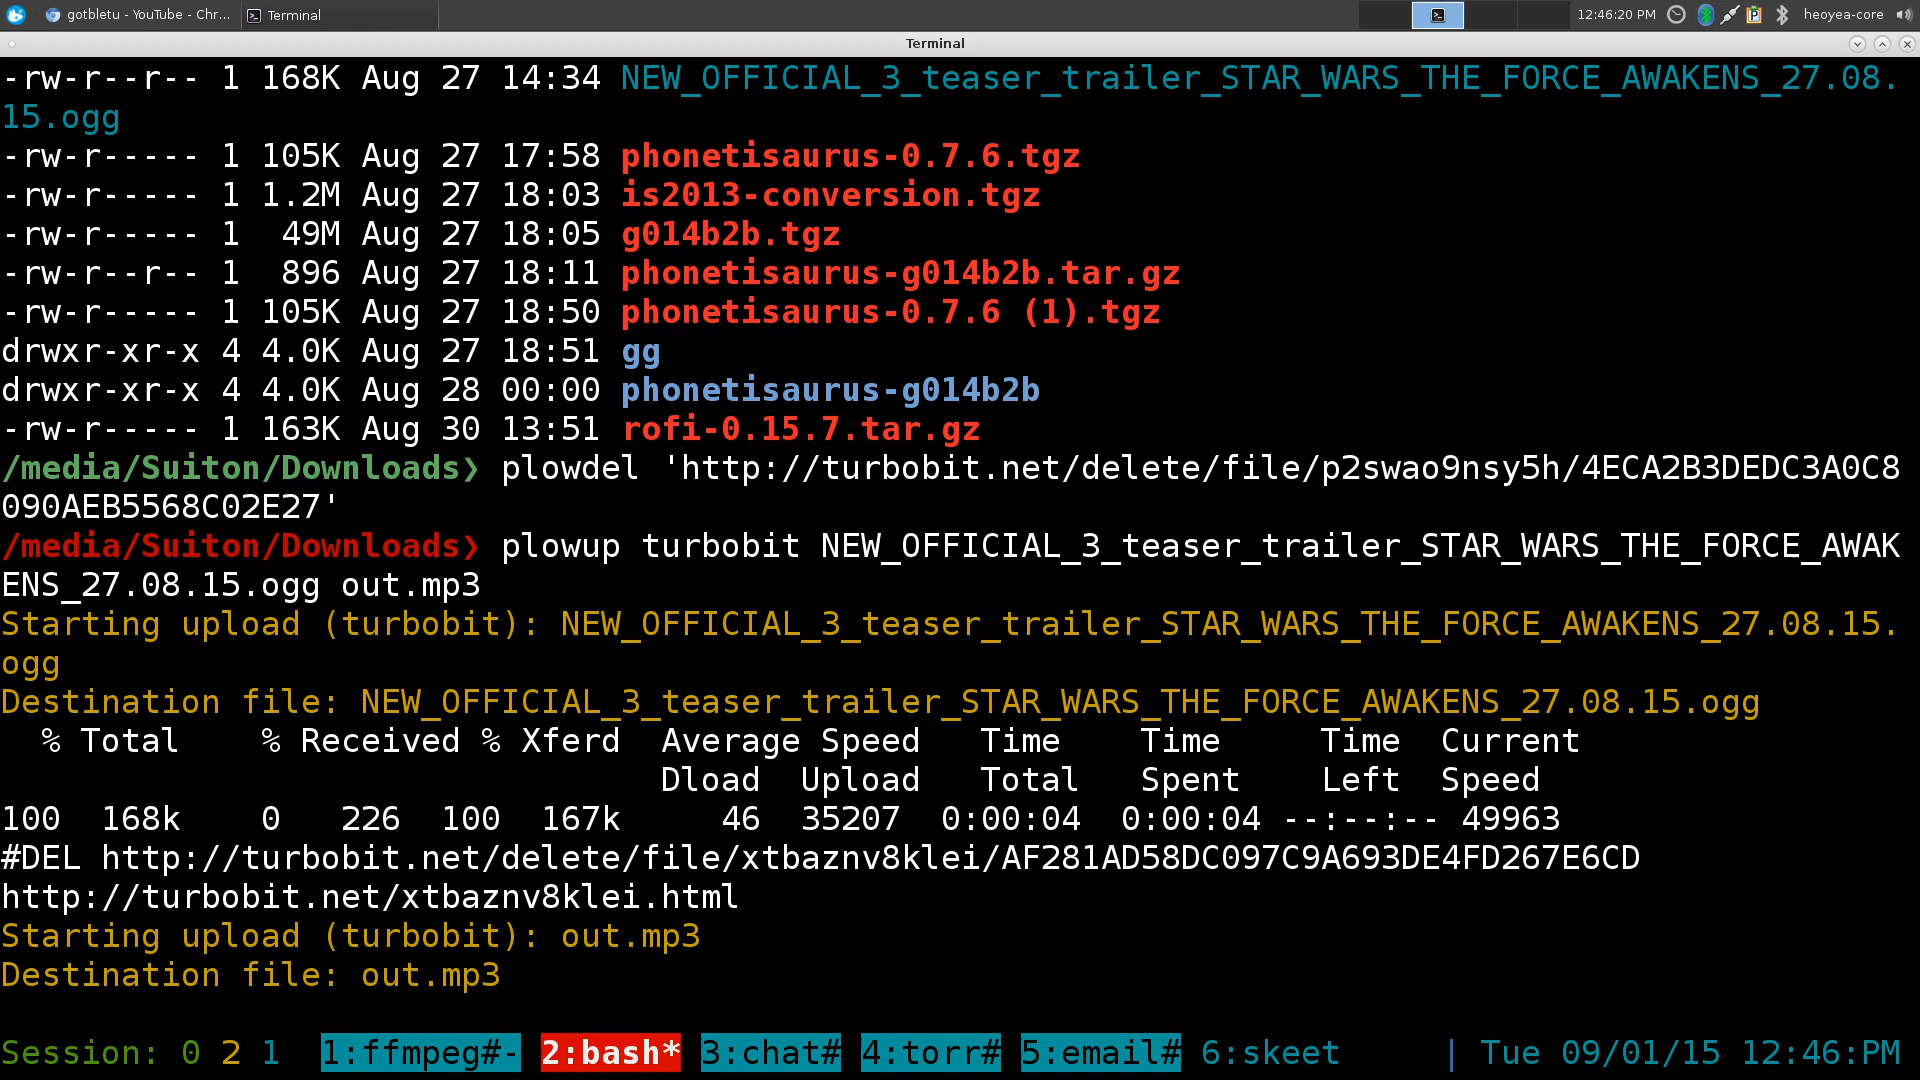 gotbletu - YouTube - Chr... Terminal 12:46:20 PM heoyea-core
Terminal
-rw-r--r-- 1 168K Aug 27 14:34 NEW_OFFICIAL_3_teaser_trailer_STAR_WARS_THE_FORCE_AWAKENS_27.08.
15.ogg
-rw-r----- 1 105K Aug 27 17:58 phonetisaurus-0.7.6.tgz
-rw-r----- 1 1.2M Aug 27 18:03 is2013-conversion.tgz
-rw-r----- 1  49M Aug 27 18:05 g014b2b.tgz
-rw-r--r-- 1  896 Aug 27 18:11 phonetisaurus-g014b2b.tar.gz
-rw-r----- 1 105K Aug 27 18:50 phonetisaurus-0.7.6 (1).tgz
drwxr-xr-x 4 4.0K Aug 27 18:51 gg
drwxr-xr-x 4 4.0K Aug 28 00:00 phonetisaurus-g014b2b
-rw-r----- 1 163K Aug 30 13:51 rofi-0.15.7.tar.gz
/media/Suiton/Downloads❯ plowdel 'http://turbobit.net/delete/file/p2swao9nsy5h/4ECA2B3DEDC3A0C8
090AEB5568C02E27'
/media/Suiton/Downloads❯ plowup turbobit NEW_OFFICIAL_3_teaser_trailer_STAR_WARS_THE_FORCE_AWAK
ENS_27.08.15.ogg out.mp3
Starting upload (turbobit): NEW_OFFICIAL_3_teaser_trailer_STAR_WARS_THE_FORCE_AWAKENS_27.08.15.
ogg
Destination file: NEW_OFFICIAL_3_teaser_trailer_STAR_WARS_THE_FORCE_AWAKENS_27.08.15.ogg
  % Total    % Received % Xferd  Average Speed   Time    Time     Time  Current
                                 Dload  Upload   Total   Spent    Left  Speed
100  168k    0   226  100  167k     46  35207  0:00:04  0:00:04 --:--:-- 49963
#DEL http://turbobit.net/delete/file/xtbaznv8klei/AF281AD58DC097C9A693DE4FD267E6CD
http://turbobit.net/xtbaznv8klei.html
Starting upload (turbobit): out.mp3
Destination file: out.mp3
Session: 0 2 1  1:ffmpeg#- 2:bash* 3:chat# 4:torr# 5:email# 6:skeet | Tue 09/01/15 12:46:PM